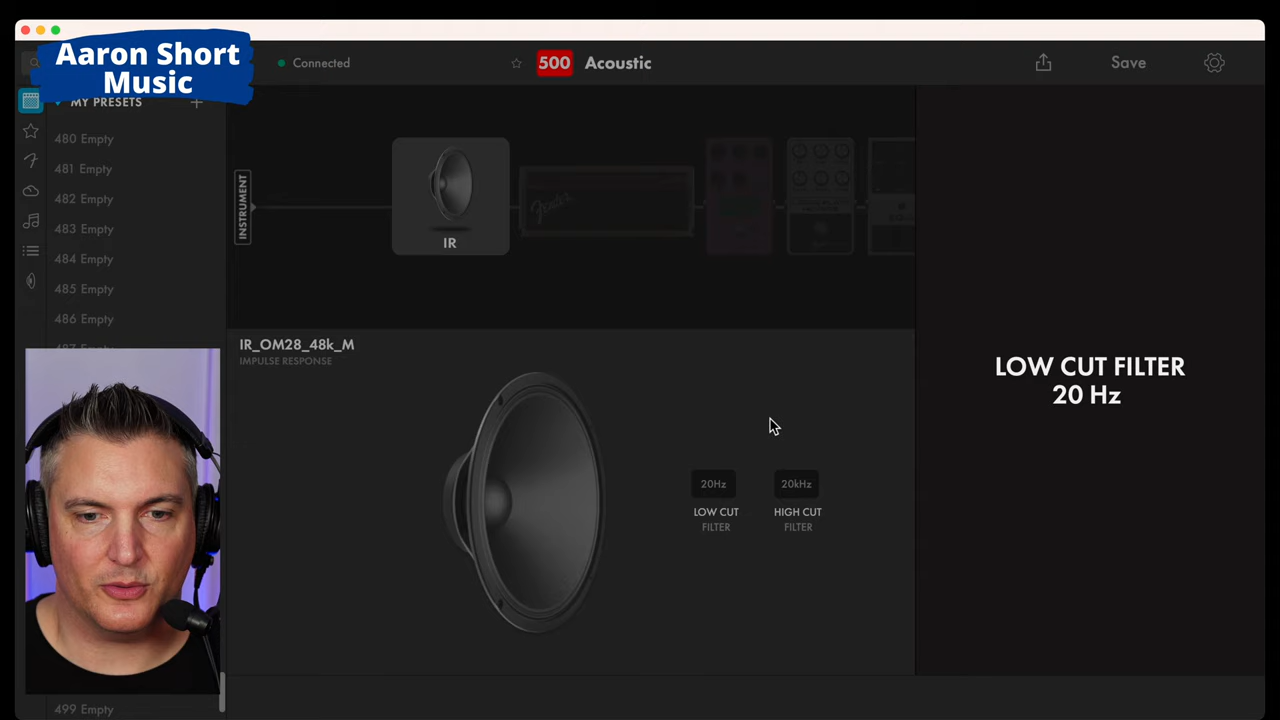 Aaron Short
Music
Connected
500 Acoustic
Save
MY PRESETS
480 Empty
481 Empty
482 Empty
483 Empty
484 Empty
485 Empty
486 Empty
499 Empty
INSTRUMENT
IR
Fender
IR_OM28_48k_M
IMPULSE RESPONSE
20Hz
LOW CUT
FILTER
20kHz
HIGH CUT
FILTER
LOW CUT FILTER
20 Hz